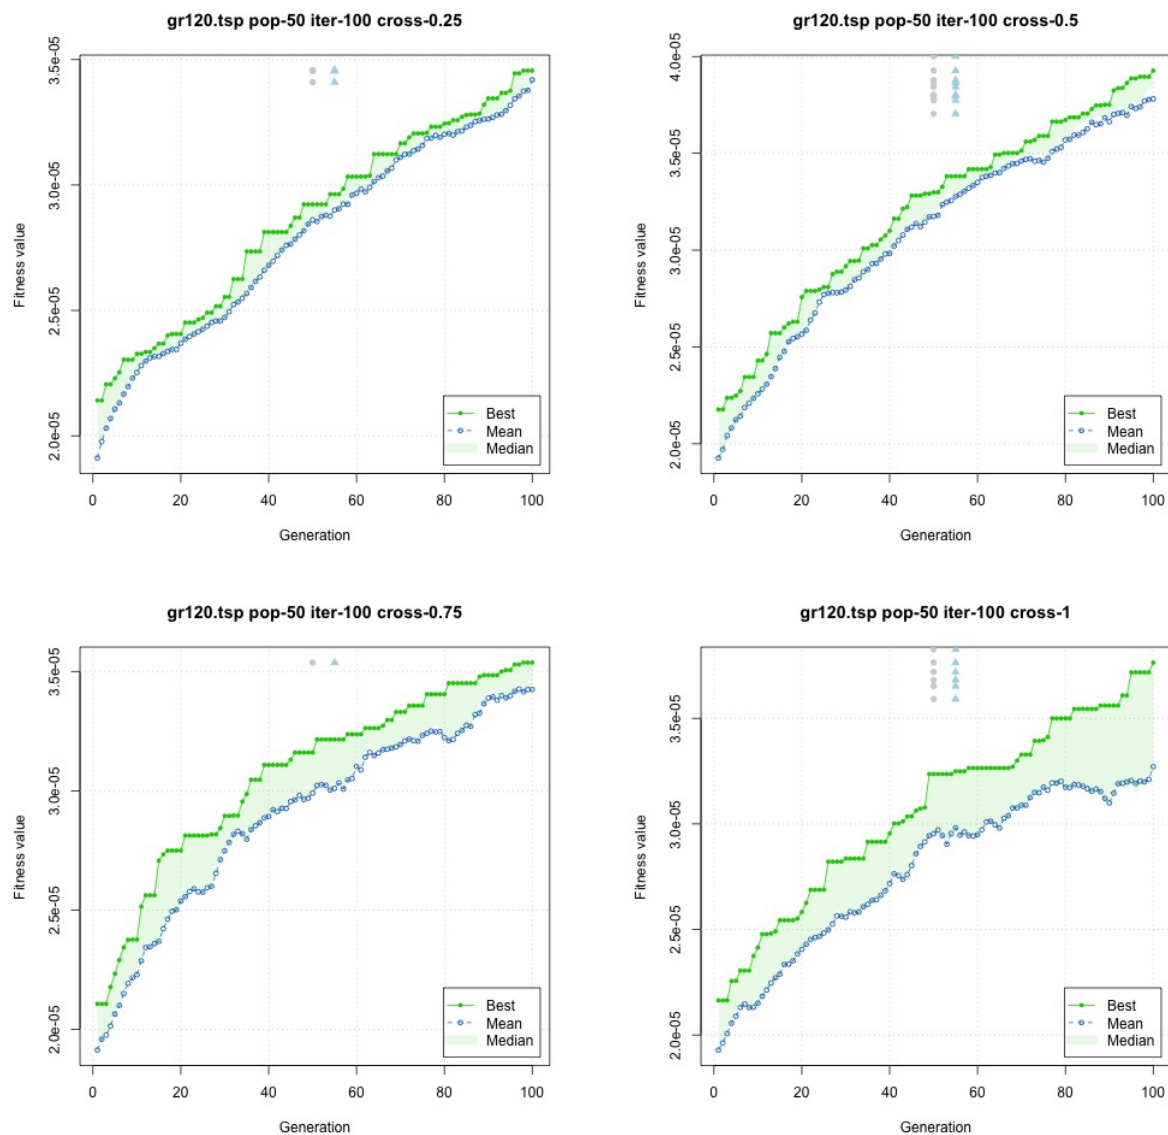 gr120.tsp pop-50 iter-100 cross-0.25
Fitness value
2.0e-05 2.5e-05 3.0e-05 3.5e-05
Best
Mean
Median
0 20 40 60 80 100
Generation
gr120.tsp pop-50 iter-100 cross-0.5
Fitness value
2.0e-05 2.5e-05 3.0e-05 3.5e-05 4.0e-05
Best
Mean
Median
0 20 40 60 80 100
Generation
gr120.tsp pop-50 iter-100 cross-0.75
Fitness value
2.0e-05 2.5e-05 3.0e-05 3.5e-05
Best
Mean
Median
0 20 40 60 80 100
Generation
gr120.tsp pop-50 iter-100 cross-1
Fitness value
2.0e-05 2.5e-05 3.0e-05 3.5e-05
Best
Mean
Median
0 20 40 60 80 100
Generation